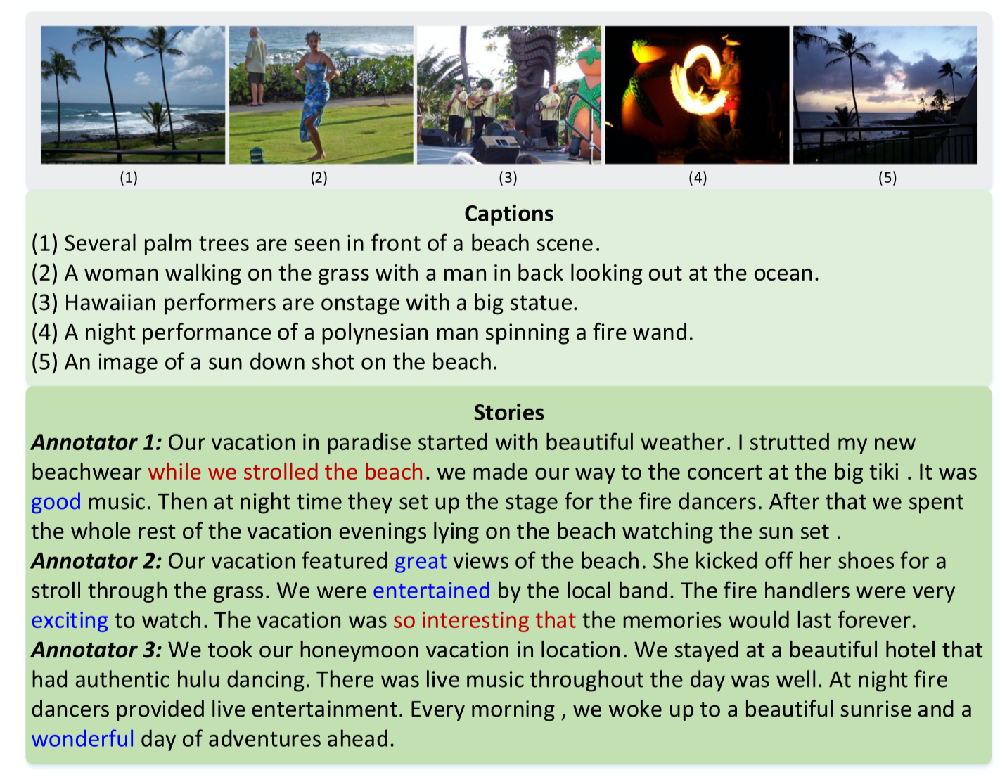 (1) (2) (3) (4) (5)
Captions
(1) Several palm trees are seen in front of a beach scene.
(2) A woman walking on the grass with a man in back looking out at the ocean.
(3) Hawaiian performers are onstage with a big statue.
(4) A night performance of a polynesian man spinning a fire wand.
(5) An image of a sun down shot on the beach.
Stories
Annotator 1: Our vacation in paradise started with beautiful weather. I strutted my new
beachwear while we strolled the beach. we made our way to the concert at the big tiki . It was
good music. Then at night time they set up the stage for the fire dancers. After that we spent
the whole rest of the vacation evenings lying on the beach watching the sun set .
Annotator 2: Our vacation featured great views of the beach. She kicked off her shoes for a
stroll through the grass. We were entertained by the local band. The fire handlers were very
exciting to watch. The vacation was so interesting that the memories would last forever.
Annotator 3: We took our honeymoon vacation in location. We stayed at a beautiful hotel that
had authentic hulu dancing. There was live music throughout the day was well. At night fire
dancers provided live entertainment. Every morning , we woke up to a beautiful sunrise and a
wonderful day of adventures ahead.